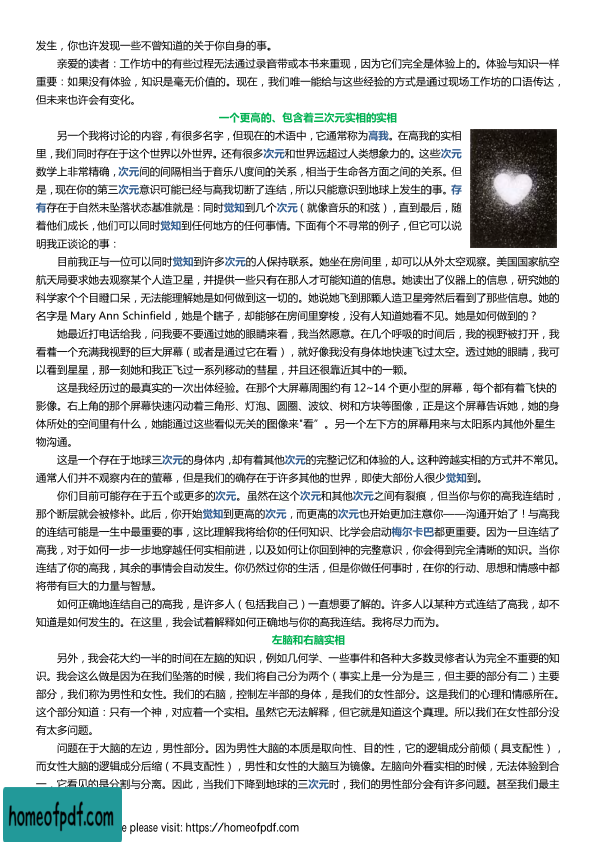 发生，你也许发现一些不曾知道的关于你自身的事。
亲爱的读者：工作坊中的有些过程无法通过录音带或本书来重现，因为它们完全是体验上的。体验与知识一样
重要：如果没有体验，知识是毫无价值的。现在，我们唯一能给与这些经验的方式是通过现场工作坊的口语传达，
但未来也许会有变化。
一个更高的、包含着三次元实相的实相
另一个我将讨论的内容，有很多名字，但现在的术语中，它通常称为高我。在高我的实相
里，我们同时存在于这个世界以外世界。还有很多次元和世界远超过人类想象力的。这些次元
数学上非常精确，次元间的间隔相当于音乐八度间的关系，相当于生命各方面之间的关系。但
是，现在你的第三次元意识可能已经与高我切断了连结，所以只能意识到地球上发生的事。存
有存在于自然未坠落状态基准就是：同时觉知到几个次元（就像音乐的和弦），直到最后，随
着他们成长，他们可以同时觉知到任何地方的任何事情。下面有个不寻常的例子，但它可以说
明我正谈论的事：
目前我正与一位可以同时觉知到许多次元的人保持联系。她坐在房间里，却可以从外太空观察。美国国家航空
航天局要求她去观察某个人造卫星，并提供一些只有在那人才可能知道的信息。她读出了仪器上的信息，研究她的
科学家个个目瞪口呆，无法能理解她是如何做到这一切的。她说她飞到那颗人造卫星旁然后看到了那些信息。她的
名字是 Mary Ann Schinfield，她是个瞎子，却能够在房间里穿梭，没有人知道她看不见。她是如何做到的？
她最近打电话给我，问我要不要通过她的眼睛来看，我当然愿意。在几个呼吸的时间后，我的视野被打开，我
看着一个充满我视野的巨大屏幕（或者是通过它在看），就好像我没有身体地快速飞过太空。透过她的眼睛，我可
以看到星星，那一刻她和我正飞过一系列移动的彗星，并且还很靠近其中的一颗。
这是我经历过的最真实的一次出体经验。在那个大屏幕周围约有 12~14 个更小型的屏幕，每个都有着飞快的
影像。右上角的那个屏幕快速闪动着三角形、灯泡、圆圈、波纹、树和方块等图像，正是这个屏幕告诉她，她的身
体所处的空间里有什么，她能通过这些看似无关的图像来"看"。另一个左下方的屏幕用来与太阳系内其他外星生
物沟通。
这是一个存在于地球三次元的身体内，却有着其他次元的完整记忆和体验的人。这种跨越实相的方式并不常见。
通常人们并不观察内在的萤幕，但是我们的确存在于许多其他的世界，即使大部份人很少觉知到。
你们目前可能存在于五个或更多的次元。虽然在这个次元和其他次元之间有裂痕，但当你与你的高我连结时，
那个断层就会被修补。此后，你开始觉知到更高的次元，而更高的次元也开始更加注意你——沟通开始了！与高我
的连结可能是一生中最重要的事，这比理解我将给你的任何知识、比学会启动梅尔卡巴都更重要。因为一旦连结了
高我，对于如何一步一步地穿越任何实相前进，以及如何让你回到神的完整意识，你会得到完全清晰的知识。当你
连结了你的高我，其余的事情会自动发生。你仍然过你的生活，但是你做任何事时，在你的行动、思想和情感中都
将带有巨大的力量与智慧。
如何正确地连结自己的高我，是许多人（包括我自己）一直想要了解的。许多人以某种方式连结了高我，却不
知道是如何发生的。在这里，我会试着解释如何正确地与你的高我连结。我将尽力而为。
左脑和右脑实相
另外，我会花大约一半的时间在左脑的知识，例如几何学、一些事件和各种大多数灵修者认为完全不重要的知
识。我会这么做是因为在我们坠落的时候，我们将自己分为两个（事实上是一分为是三，但主要的部分有二）主要
部分，我们称为男性和女性。我们的右脑，控制左半部的身体，是我们的女性部分。这是我们的心理和情感所在。
这个部分知道：只有一个神，对应着一个实相。虽然它无法解释，但它就是知道这个真理。所以我们在女性部分没
有太多问题。
问题在于大脑的左边，男性部分。因为男性大脑的本质是取向性、目的性，它的逻辑成分前倾（具支配性），
而女性大脑的逻辑成分后缩（不具支配性），男性和女性的大脑互为镜像。左脑向外看实相的时候，无法体验到合
一，它看见的是分割与分离。因此，当我们下降到地球的三次元时，我们的男性部分会有许多问题。甚至我们最主
homeofpdf.com
e please visit: https://homeofpdf.com